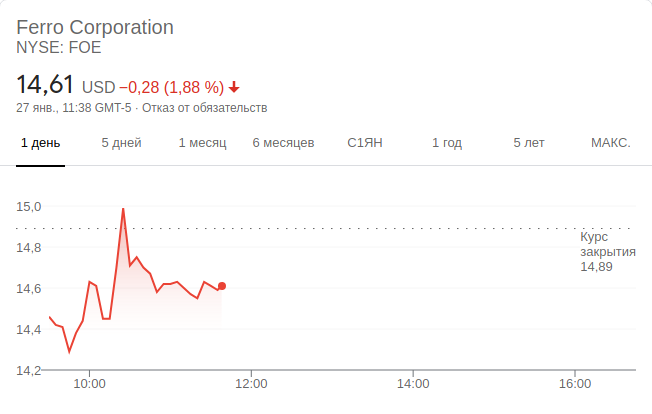 Ferro Corporation
NYSE: FOE
14,61 USD −0,28 (1,88 %)
27 янв., 11:38 GMT-5 · Отказ от обязательств
1 день 5 дней 1 месяц 6 месяцев С1ЯН 1 год 5 лет МАКС.
15,0
14,8
14,6
14,4
14,2
Курс
закрытия
14,89
10:00 12:00 14:00 16:00